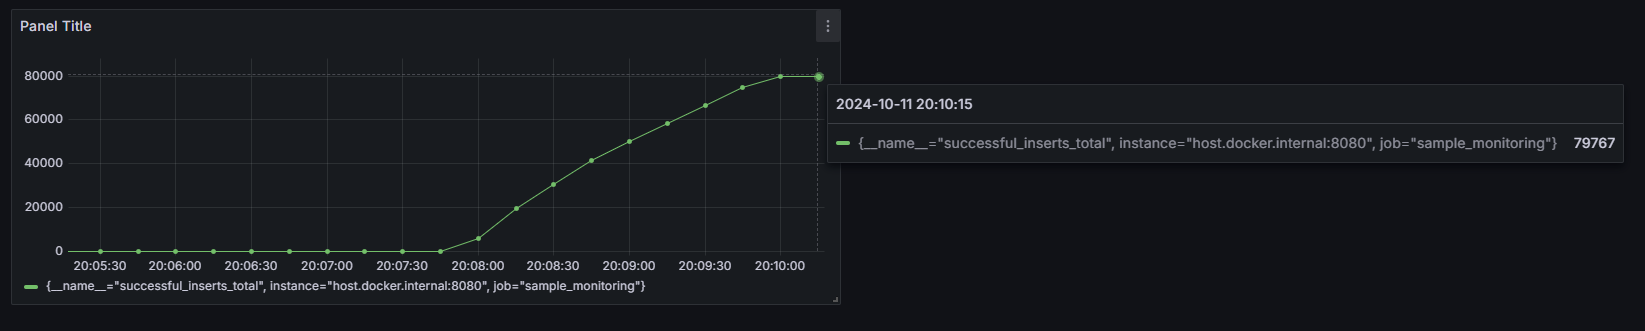 Panel Title
80000
60000
40000
20000
0
20:05:30 20:06:00 20:06:30 20:07:00 20:07:30 20:08:00 20:08:30 20:09:00 20:09:30 20:10:00
{__name__="successful_inserts_total", instance="host.docker.internal:8080", job="sample_monitoring"}
2024-10-11 20:10:15
{__name__="successful_inserts_total", instance="host.docker.internal:8080", job="sample_monitoring"} 79767